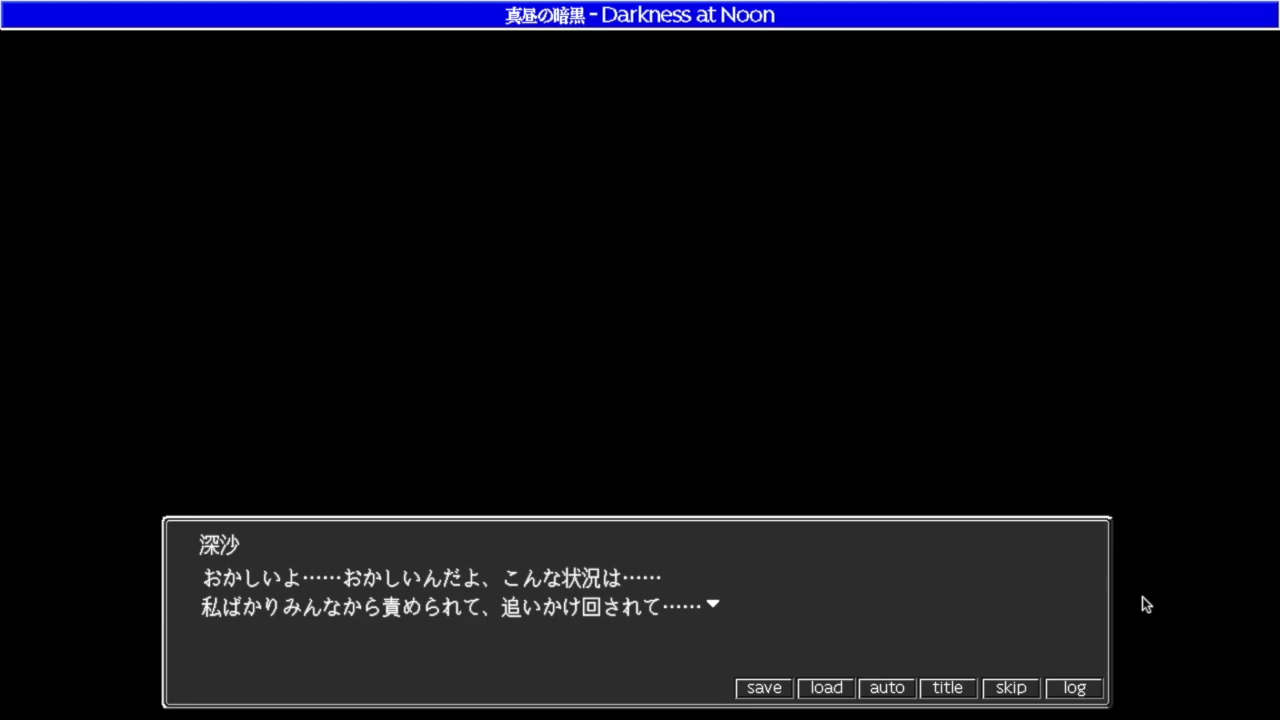 真昼の暗黒 - Darkness at Noon
深沙
おかしいよ……おかしいんだよ、こんな状況は……
私ばかりみんなから責められて、追いかけ回されて……
save load auto title skip log